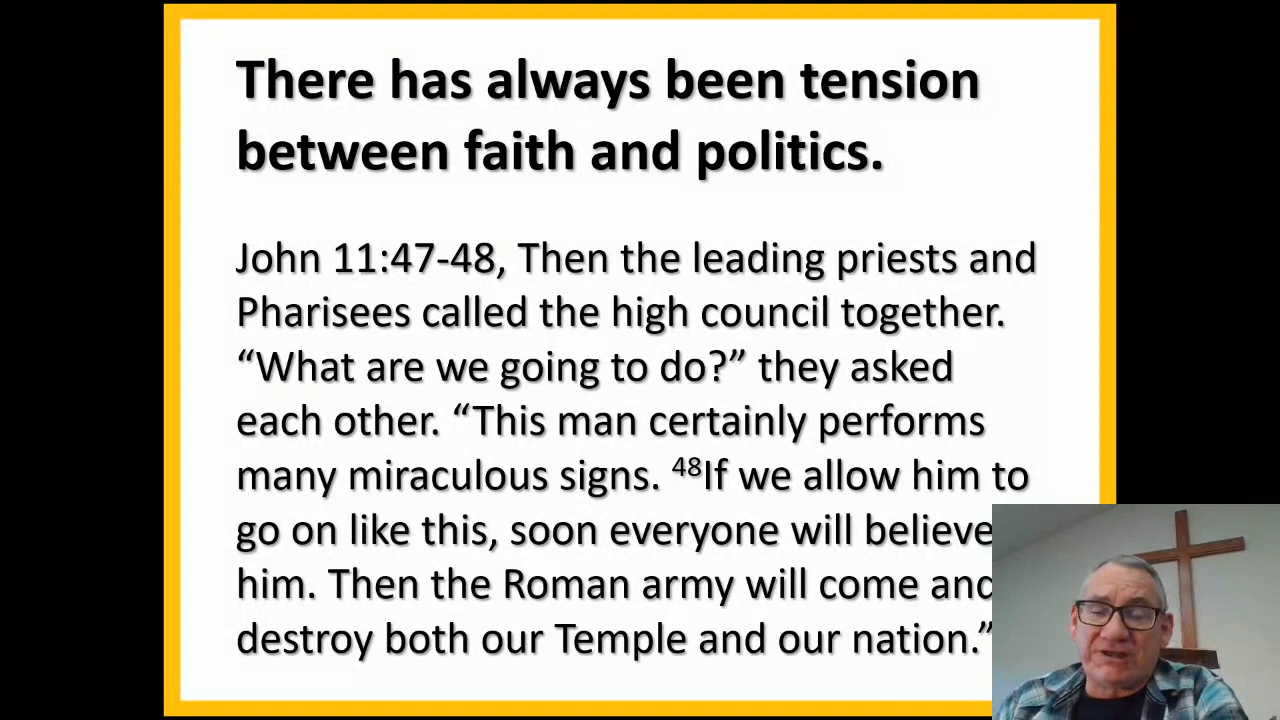 There has always been tension
between faith and politics.
John 11:47-48, Then the leading priests and
Pharisees called the high council together.
“What are we going to do?” they asked
each other. “This man certainly performs
many miraculous signs. ⁴⁸If we allow him to
go on like this, soon everyone will believe
him. Then the Roman army will come and
destroy both our Temple and our nation.”